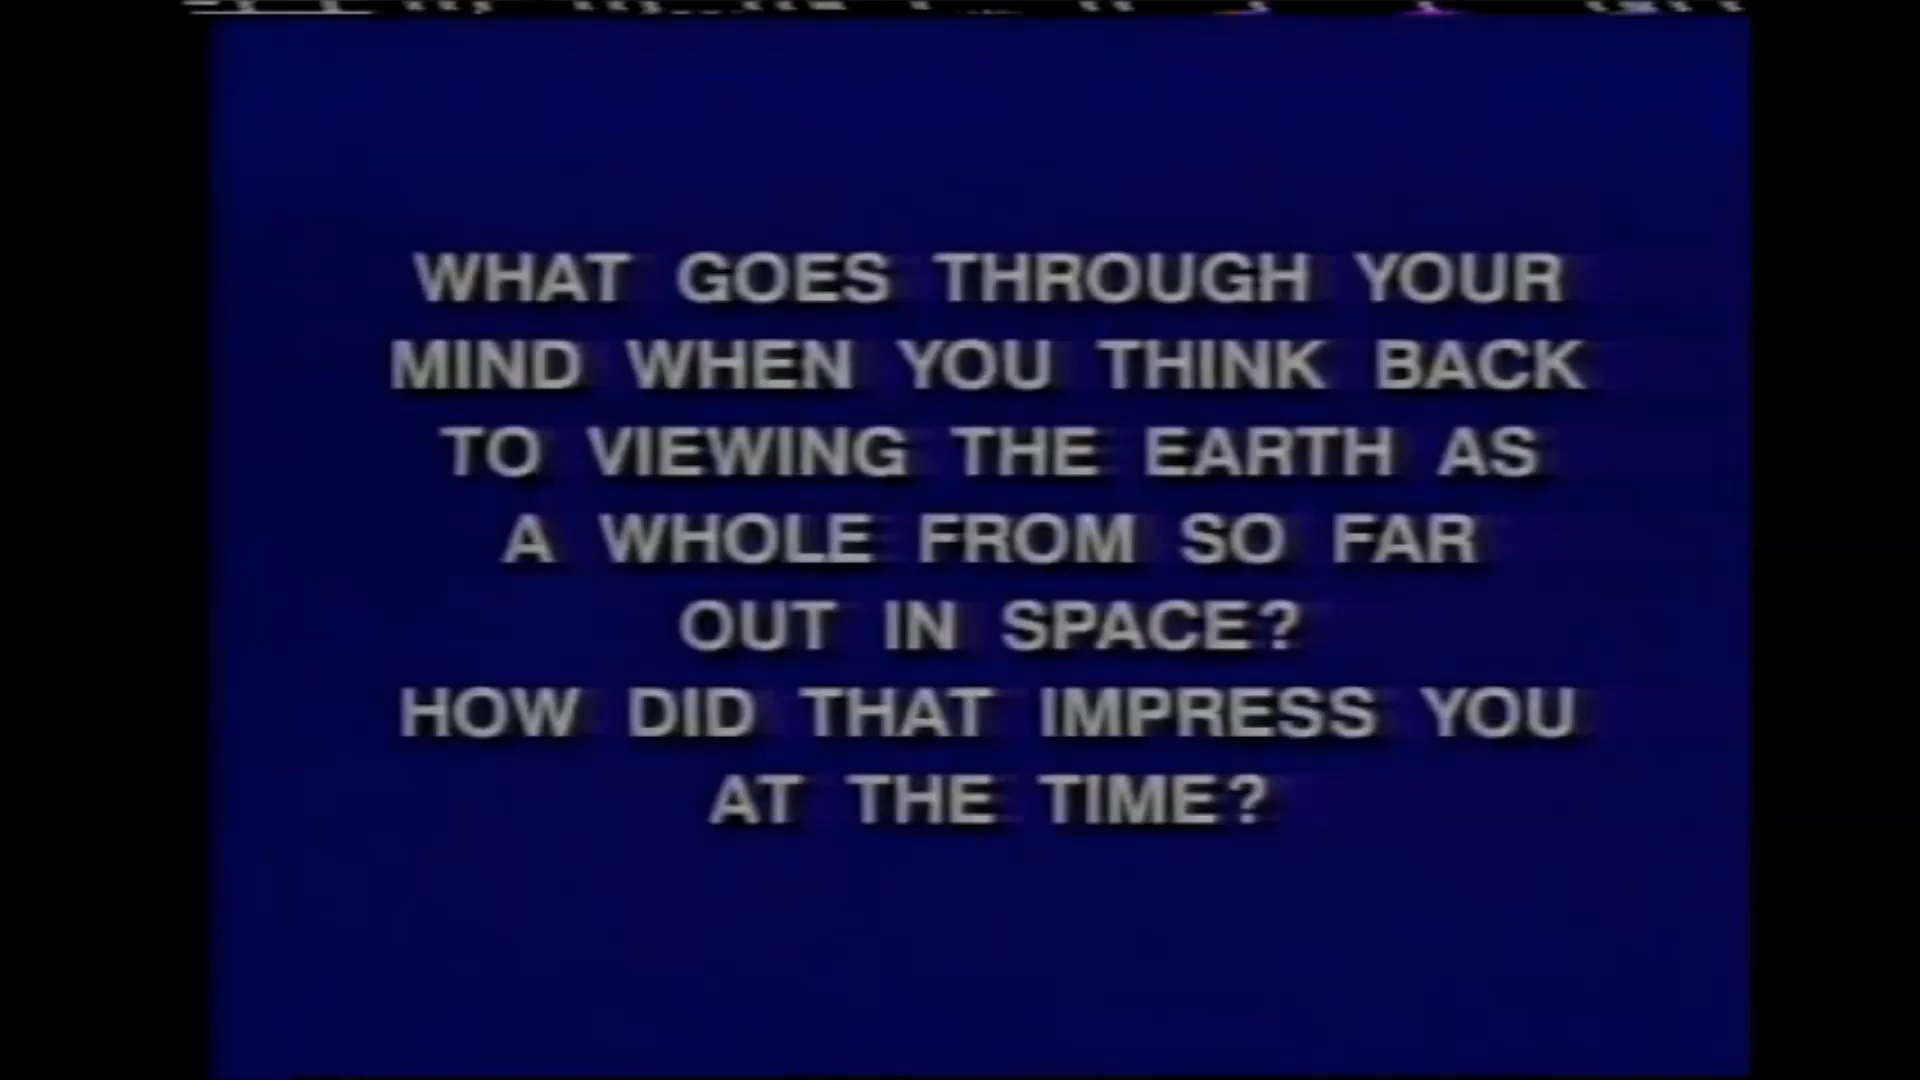 WHAT GOES THROUGH YOUR
MIND WHEN YOU THINK BACK
TO VIEWING THE EARTH AS
A WHOLE FROM SO FAR
OUT IN SPACE?
HOW DID THAT IMPRESS YOU
AT THE TIME?